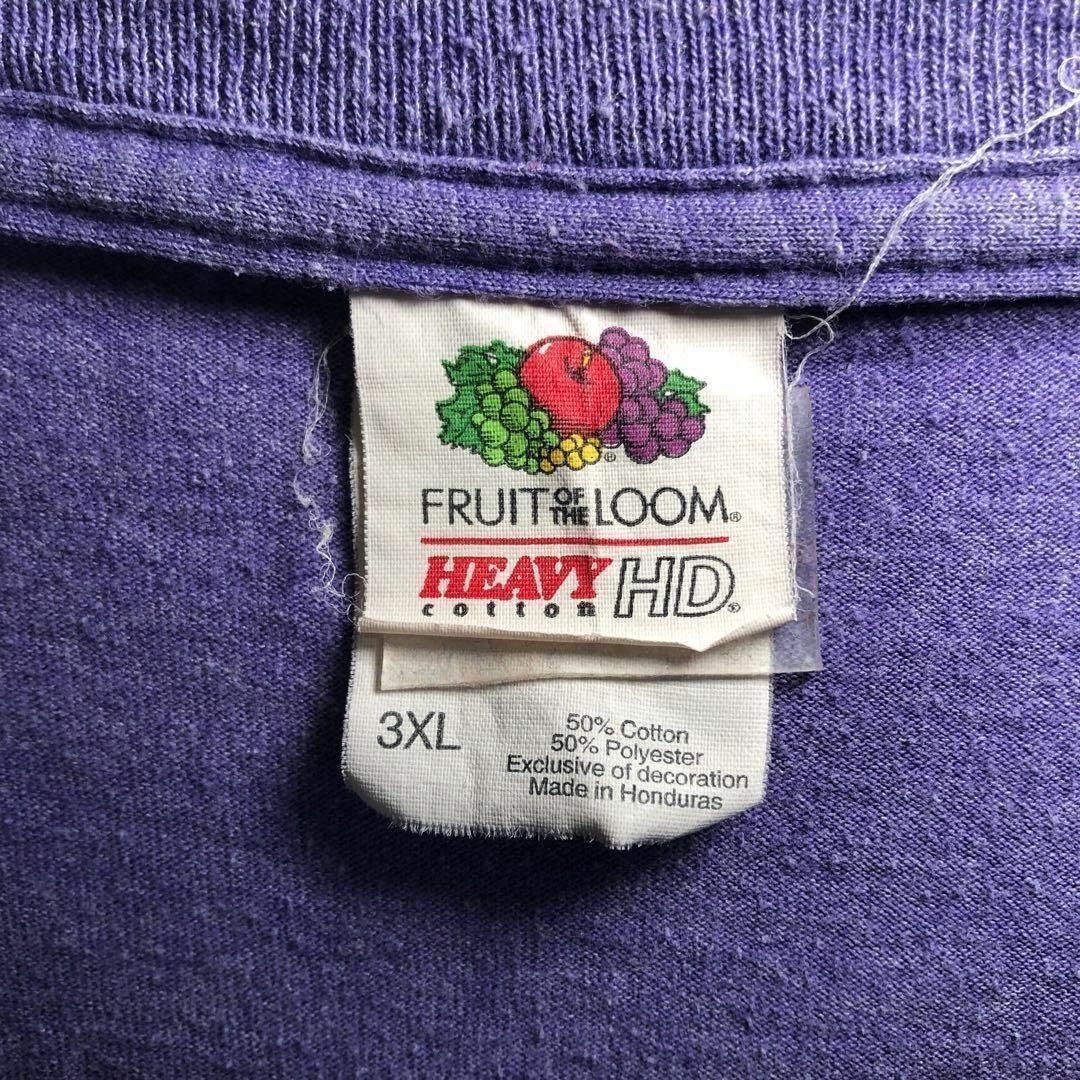 FRUIT OF THE LOOM®
HEAVY cotton HD®
3XL
50% Cotton
50% Polyester
Exclusive of decoration
Made in Honduras